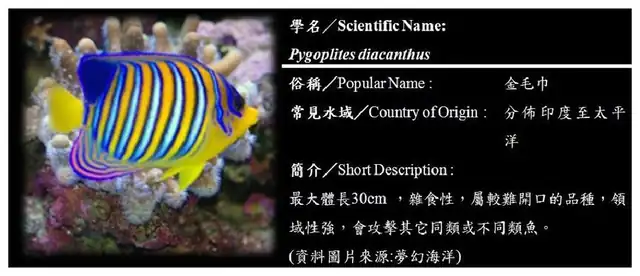 學名／Scientific Name:
Pygoplites diacanthus
俗稱／Popular Name : 金毛巾
常見水域／Country of Origin : 分佈印度至太平
洋
簡介／Short Description :
最大體長30cm ，雜食性，屬較難開口的品種，領
域性強，會攻擊其它同類或不同類魚。
(資料圖片來源:夢幻海洋)